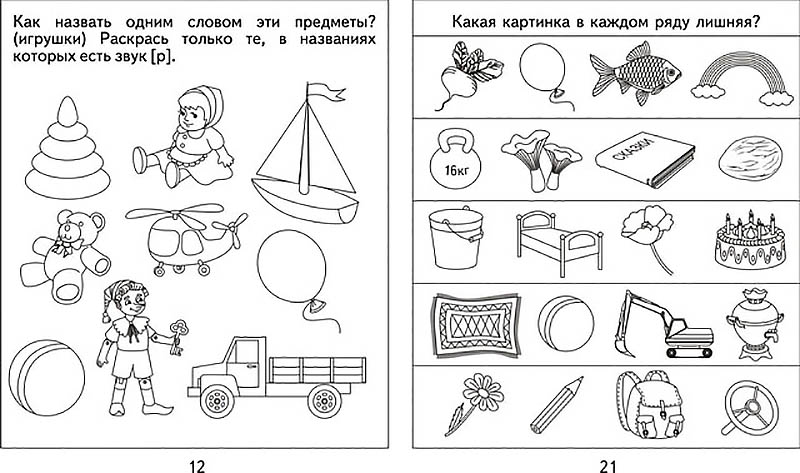 Как назвать одним словом эти предметы?
(игрушки) Раскрась только те, в названиях
которых есть звук [р].
12
Какая картинка в каждом ряду лишняя?
16кг
СКАЗКИ
21